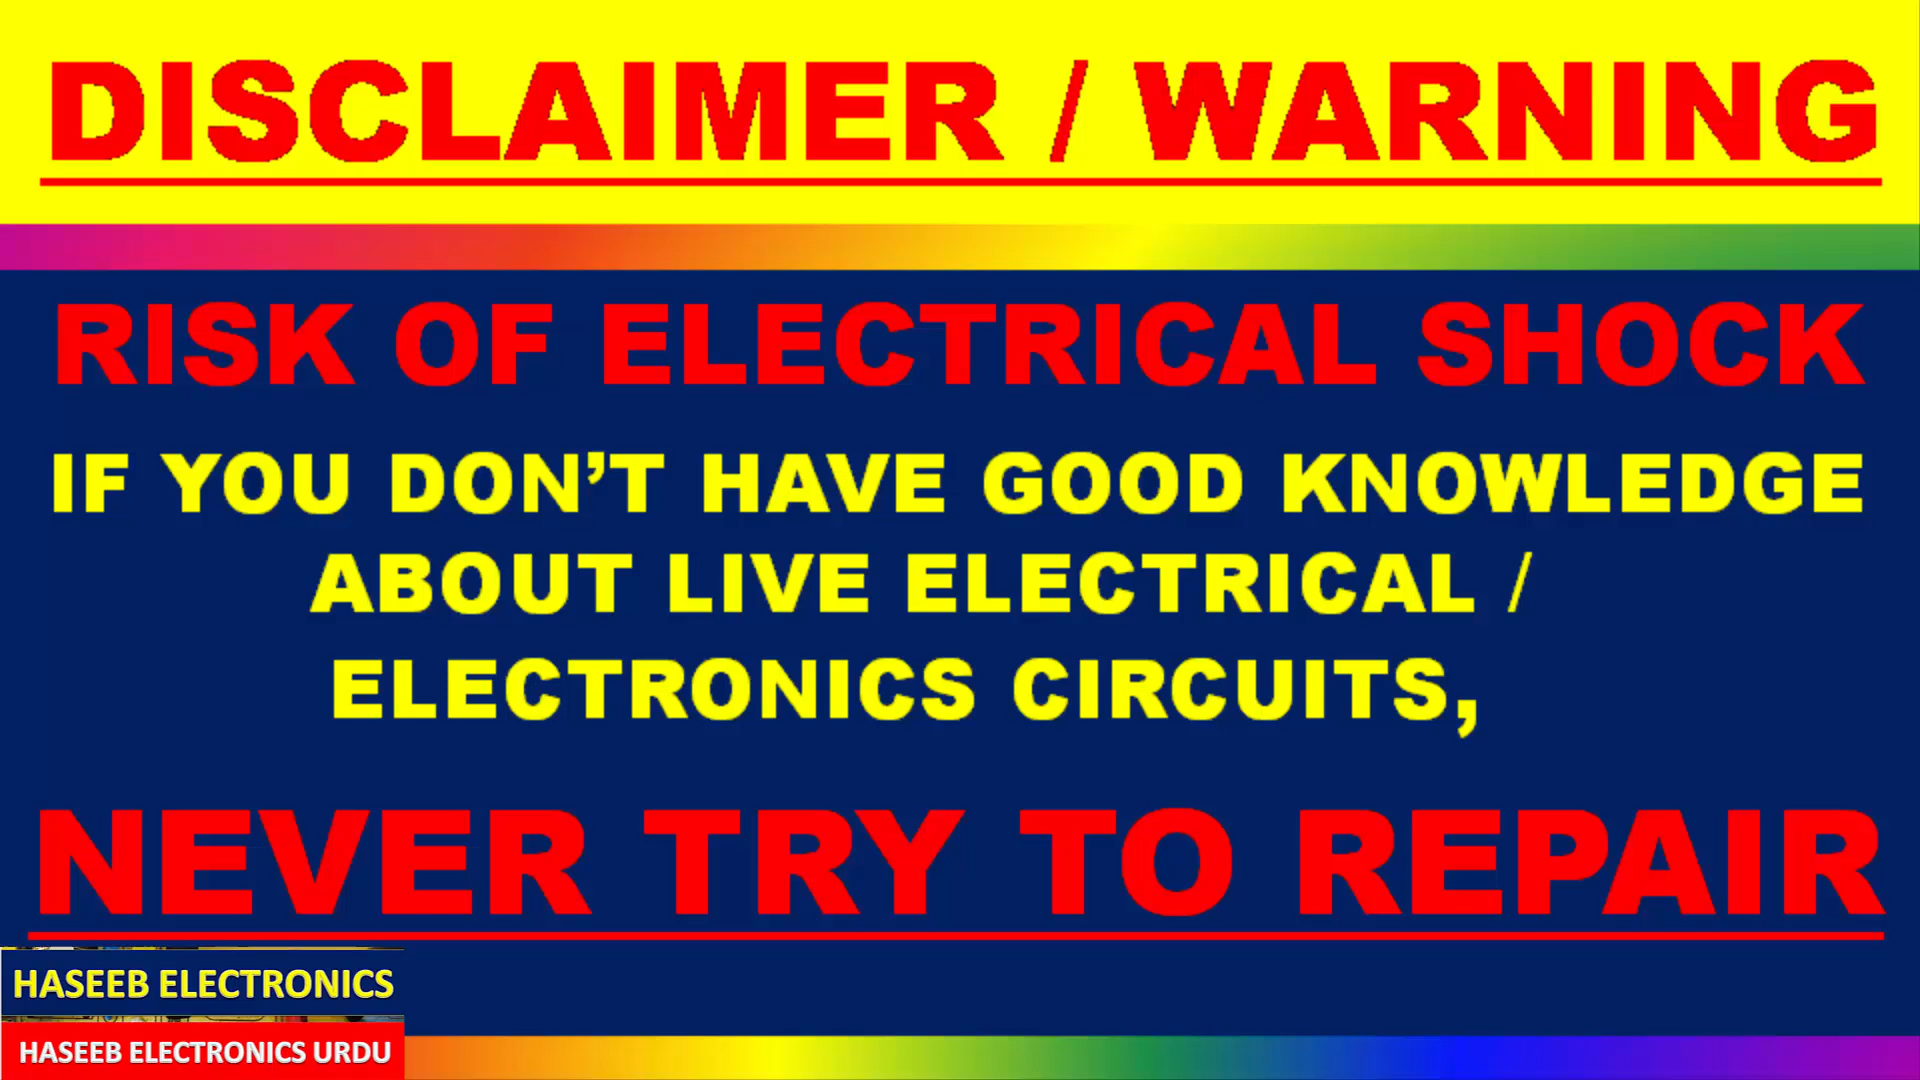 DISCLAIMER / WARNING
RISK OF ELECTRICAL SHOCK
IF YOU DON’T HAVE GOOD KNOWLEDGE
ABOUT LIVE ELECTRICAL /
ELECTRONICS CIRCUITS,
NEVER TRY TO REPAIR
HASEEB ELECTRONICS
HASEEB ELECTRONICS URDU